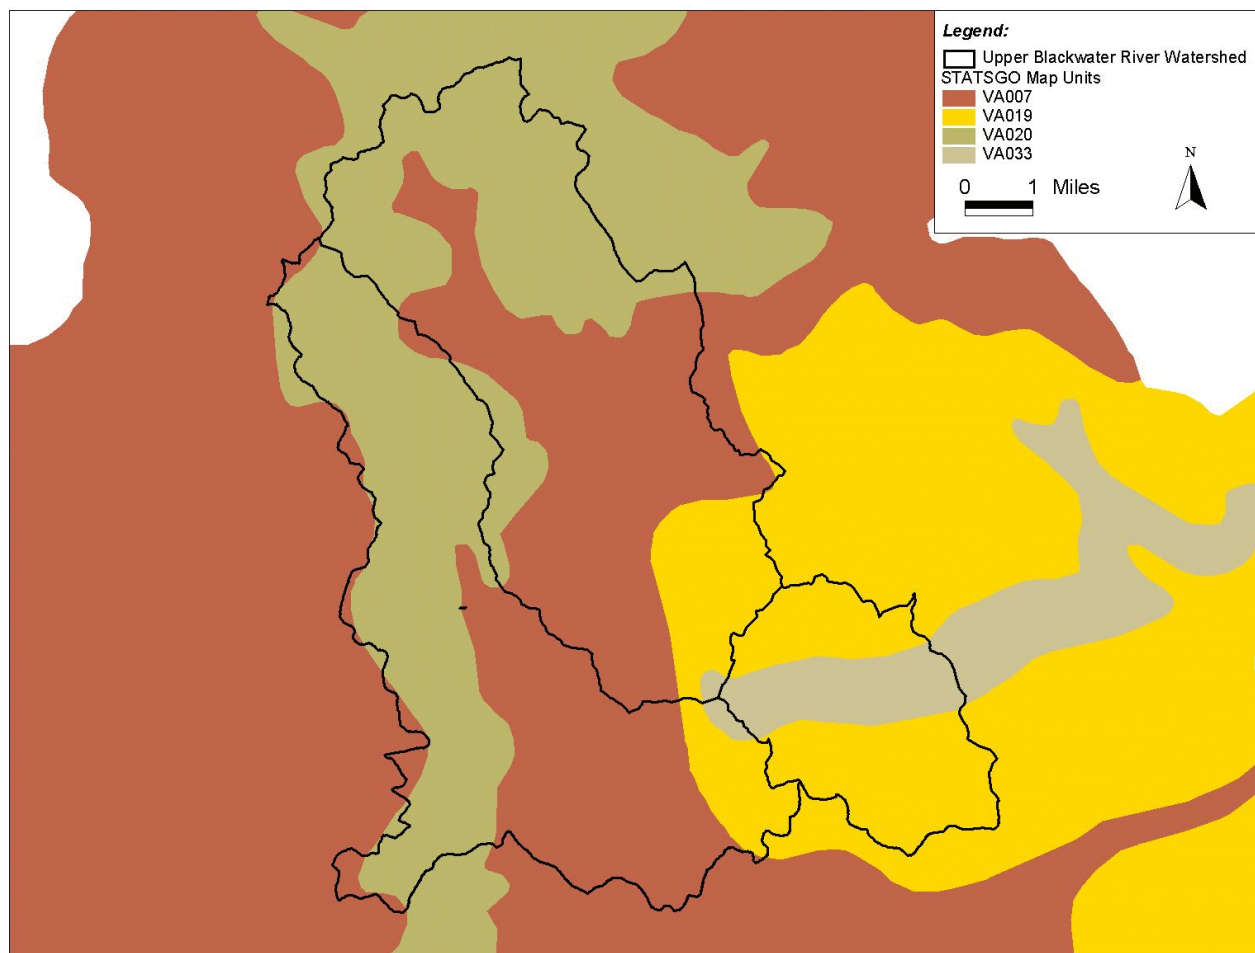 Legend:
Upper Blackwater River Watershed
STATSGO Map Units
VA007
VA019
VA020
VA033
N
0 1 Miles